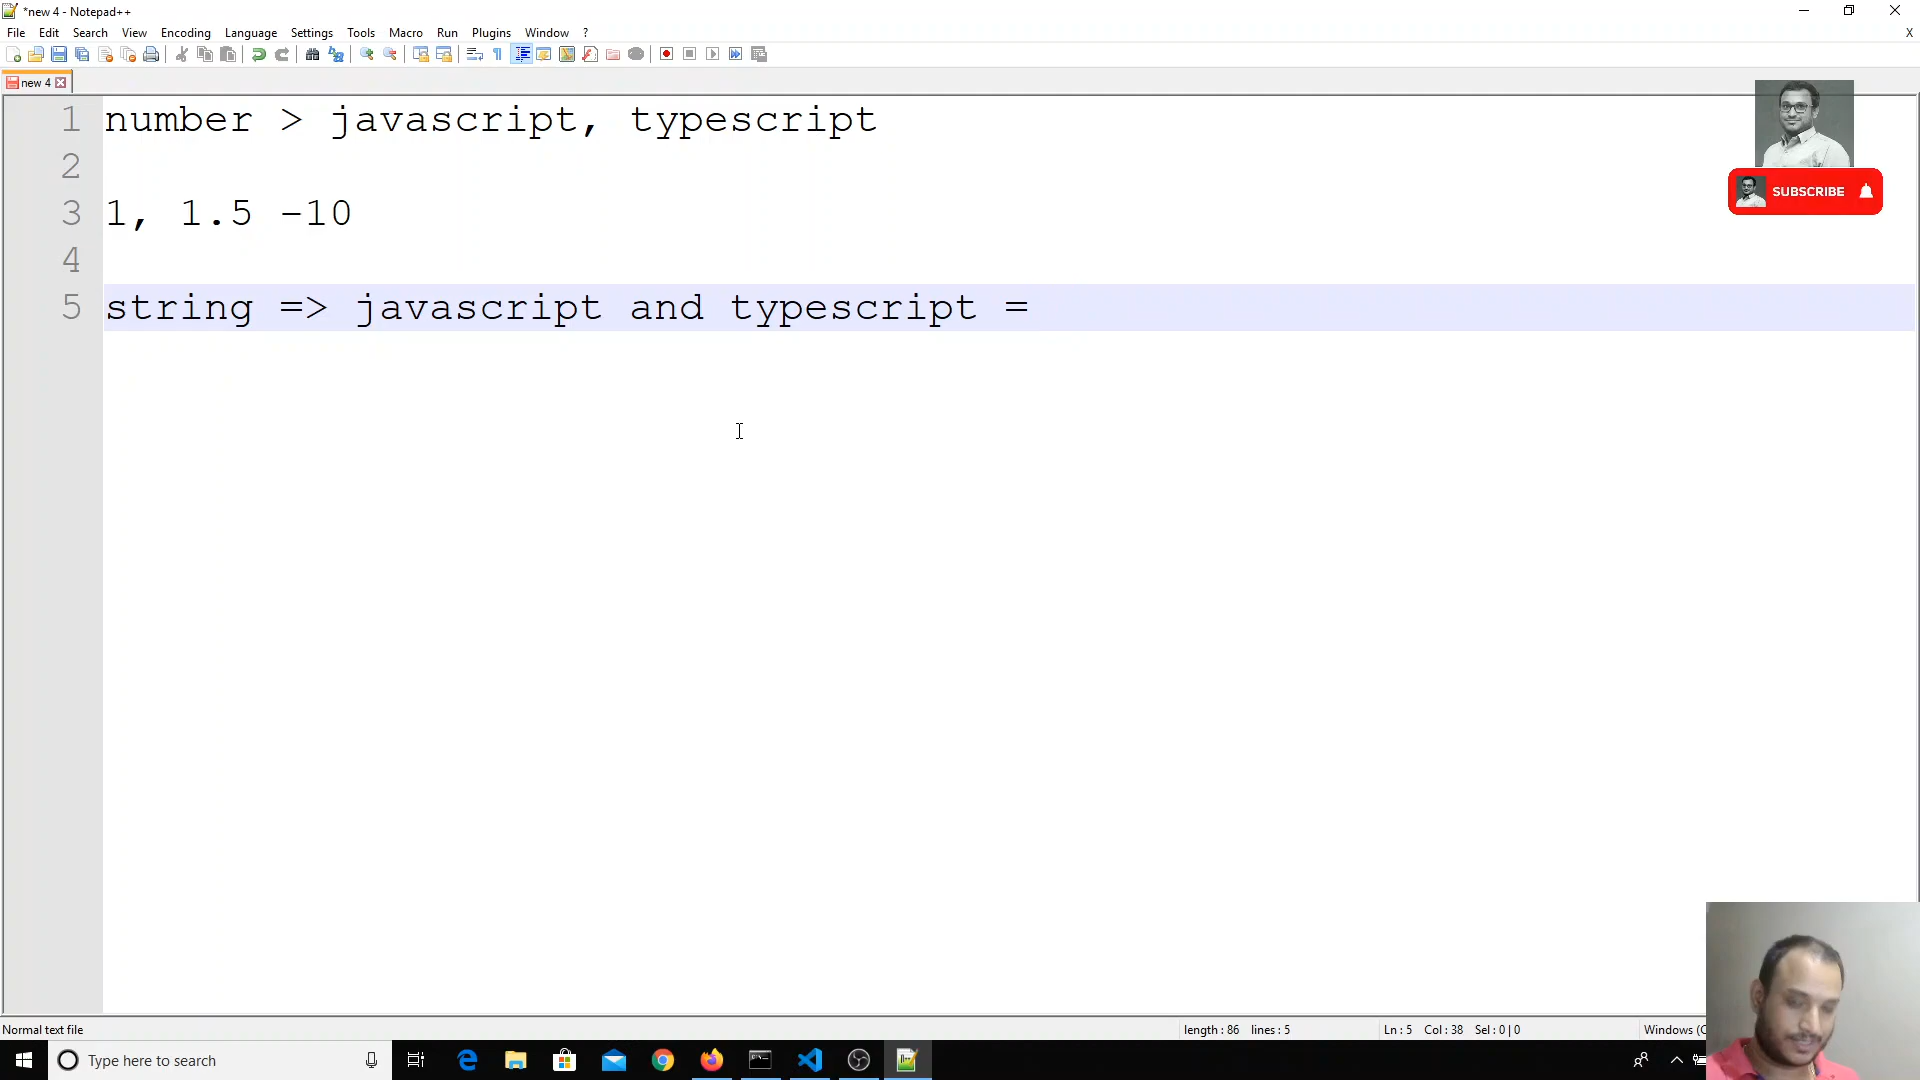 *new 4 - Notepad++
File Edit Search View Encoding Language Settings Tools Macro Run Plugins Window ? X
new 4
1 number > javascript, typescript
2
3 1, 1.5 -10
4
5 string => javascript and typescript =
SUBSCRIBE
Normal text file length : 86 lines : 5 Ln : 5 Col : 38 Sel : 0 | 0 Windows (C
Type here to search